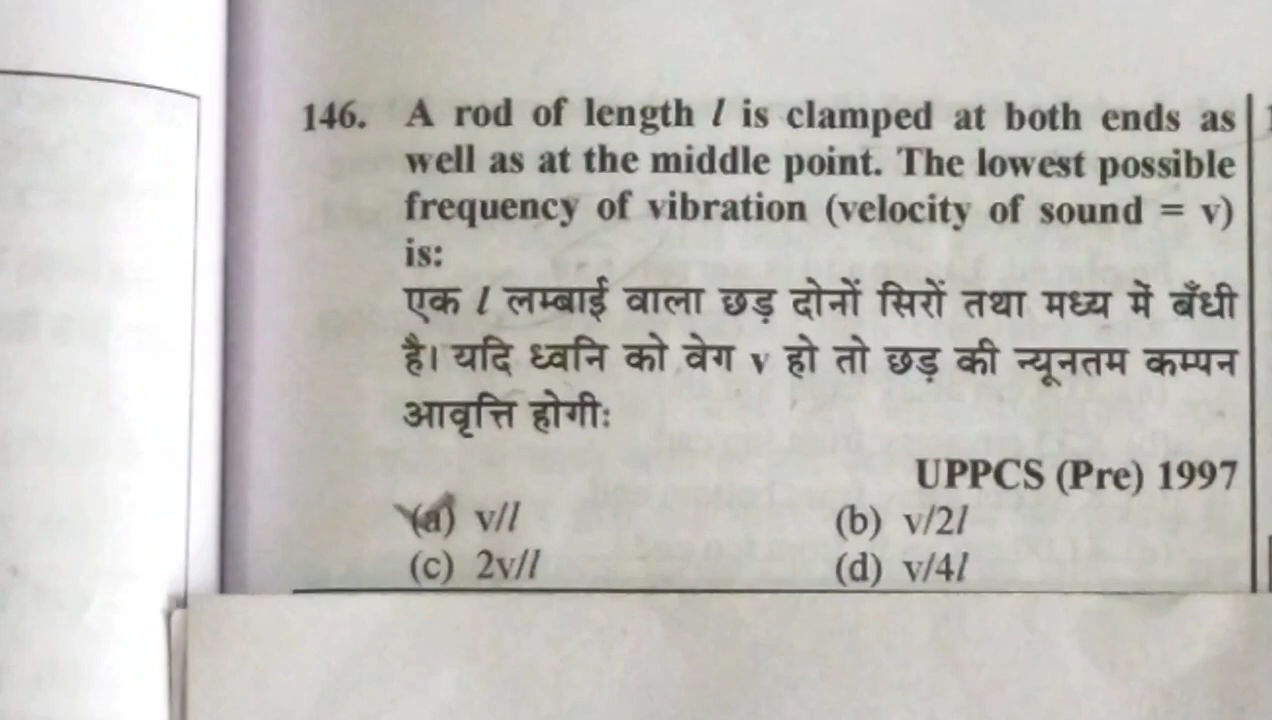 146. A rod of length l is clamped at both ends as
well as at the middle point. The lowest possible
frequency of vibration (velocity of sound = v)
is:
एक l लम्बाई वाला छड़ दोनों सिरों तथा मध्य में बँधी
है। यदि ध्वनि को वेग v हो तो छड़ की न्यूनतम कम्पन
आवृत्ति होगीः
UPPCS (Pre) 1997
(a) v/l (b) v/2l
(c) 2v/l (d) v/4l